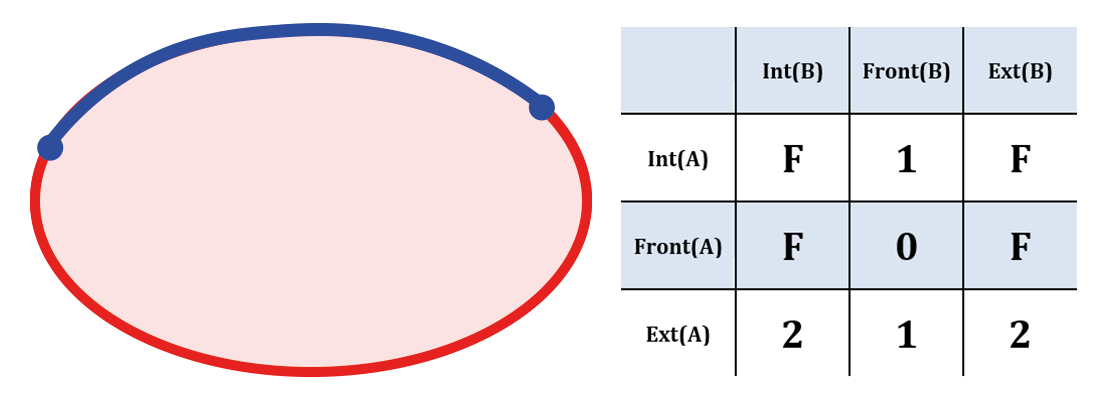 Int(B) Front(B) Ext(B)
Int(A) F 1 F
Front(A) F 0 F
Ext(A) 2 1 2